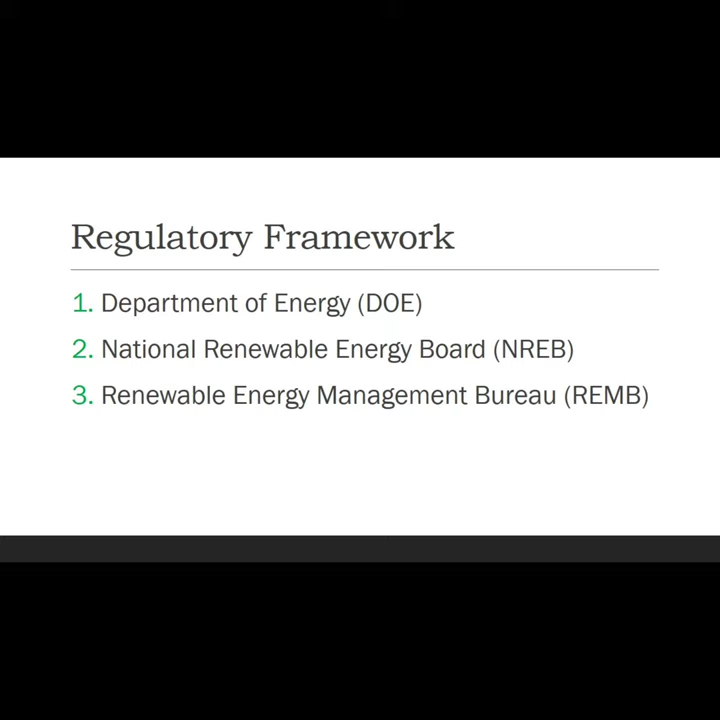 Regulatory Framework
1. Department of Energy (DOE)
2. National Renewable Energy Board (NREB)
3. Renewable Energy Management Bureau (REMB)